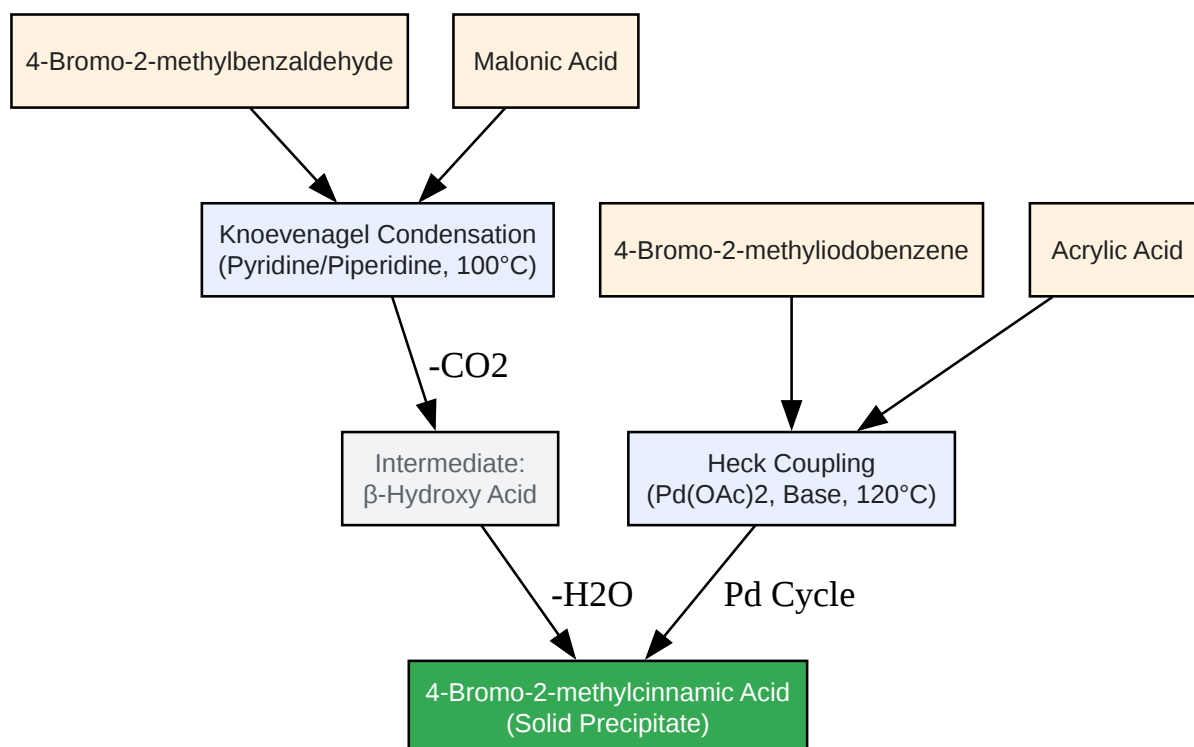 4-Bromo-2-methylbenzaldehyde
Malonic Acid
Knoevenagel Condensation
(Pyridine/Piperidine, 100°C)
4-Bromo-2-methyliodobenzene
Acrylic Acid
-CO2
Intermediate:
β-Hydroxy Acid
Heck Coupling
(Pd(OAc)2, Base, 120°C)
-H2O
Pd Cycle
4-Bromo-2-methylcinnamic Acid
(Solid Precipitate)